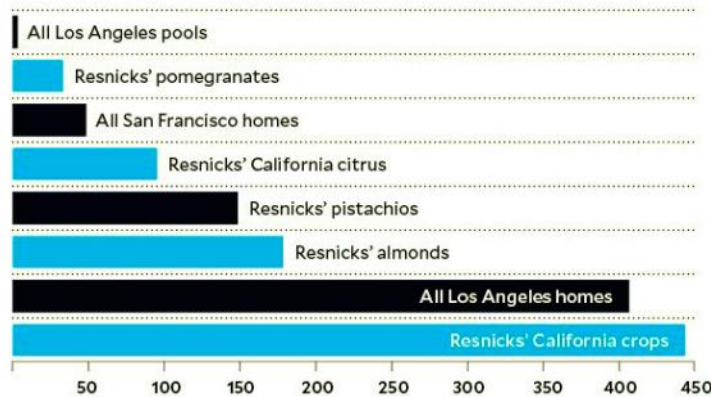 All Los Angeles pools
Resnicks’ pomegranates
All San Francisco homes
Resnicks’ California citrus
Resnicks’ pistachios
Resnicks’ almonds
All Los Angeles homes
Resnicks’ California crops
50 100 150 200 250 300 350 400 450